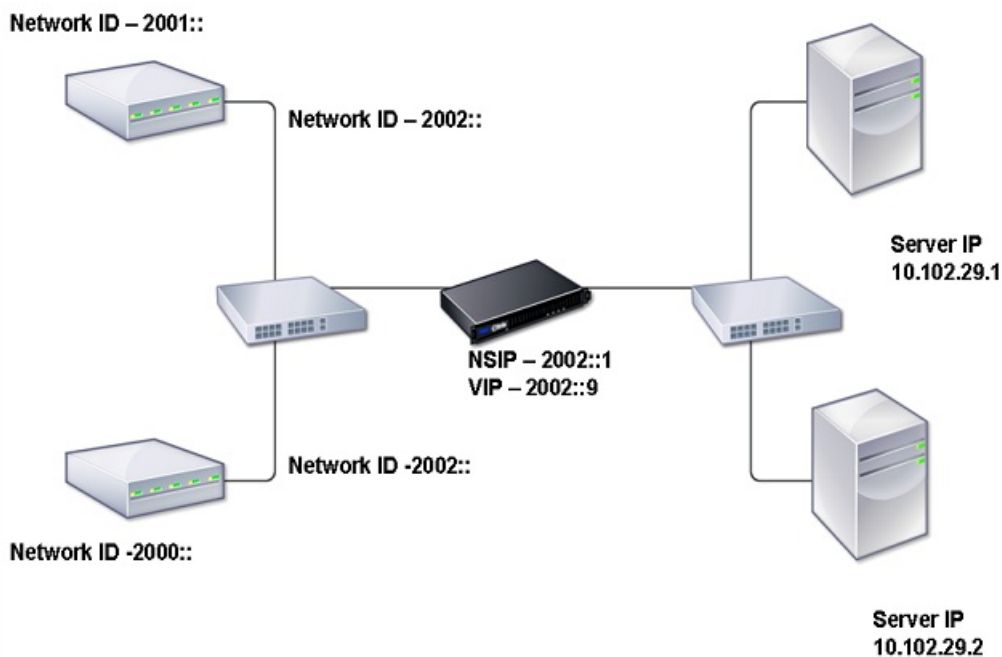 Network ID – 2001::
Network ID – 2002::
Server IP
10.102.29.1
NSIP – 2002::1
VIP – 2002::9
Network ID -2002::
Network ID -2000::
Server IP
10.102.29.2